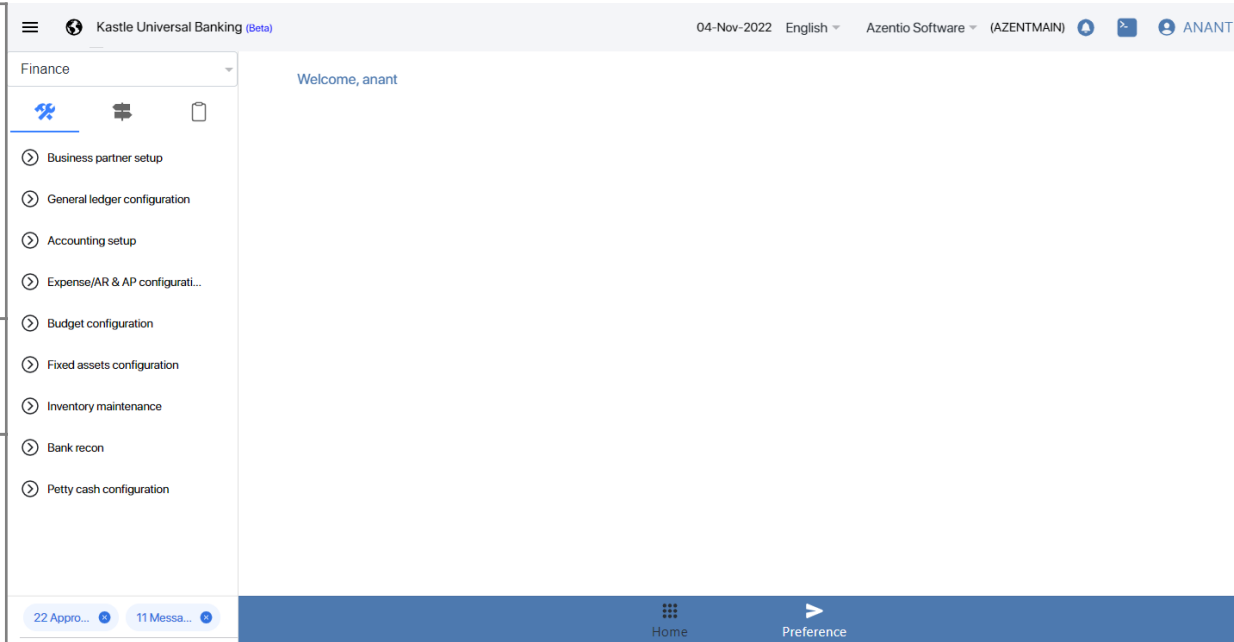 Kastle Universal Banking (Beta)
04-Nov-2022 English Azentio Software (AZENTMAIN) ANANT
Finance
Welcome, anant
Business partner setup
General ledger configuration
Accounting setup
Expense/AR & AP configurati...
Budget configuration
Fixed assets configuration
Inventory maintenance
Bank recon
Petty cash configuration
22 Appro... 11 Messa...
Home Preference